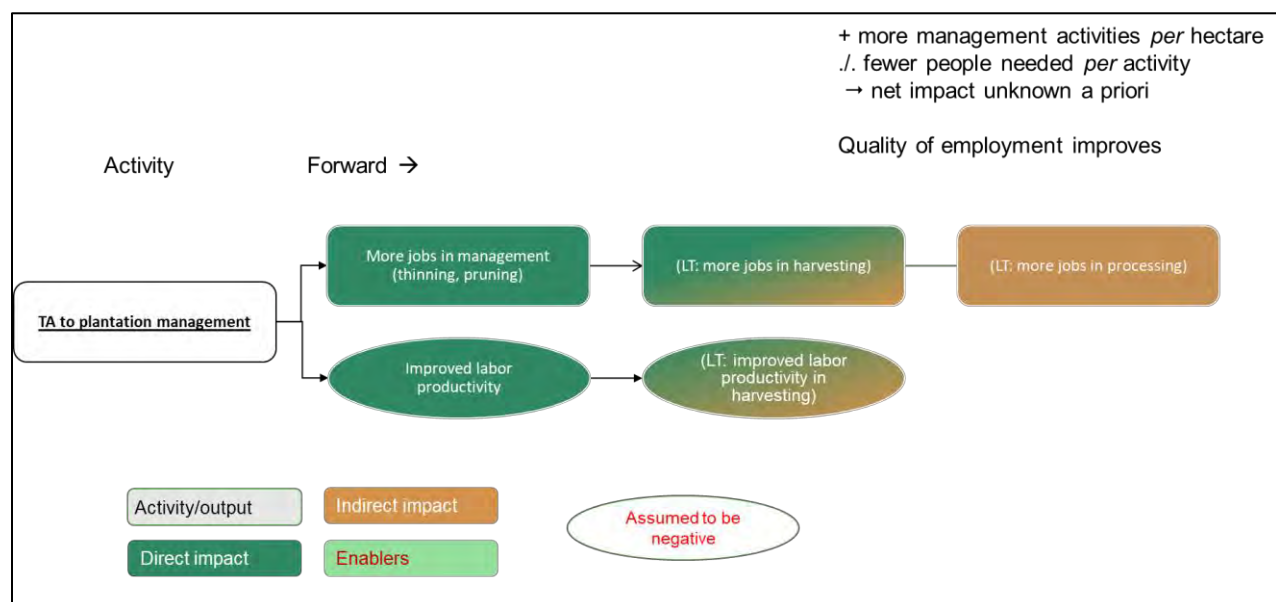 + more management activities per hectare
./. fewer people needed per activity
→ net impact unknown a priori
Quality of employment improves
Activity
Forward →
More jobs in management
(thinning, pruning)
(LT: more jobs in harvesting)
(LT: more jobs in processing)
TA to plantation management
Improved labor
productivity
(LT: improved labor
productivity in
harvesting)
Activity/output
Indirect impact
Assumed to be
negative
Direct impact
Enablers